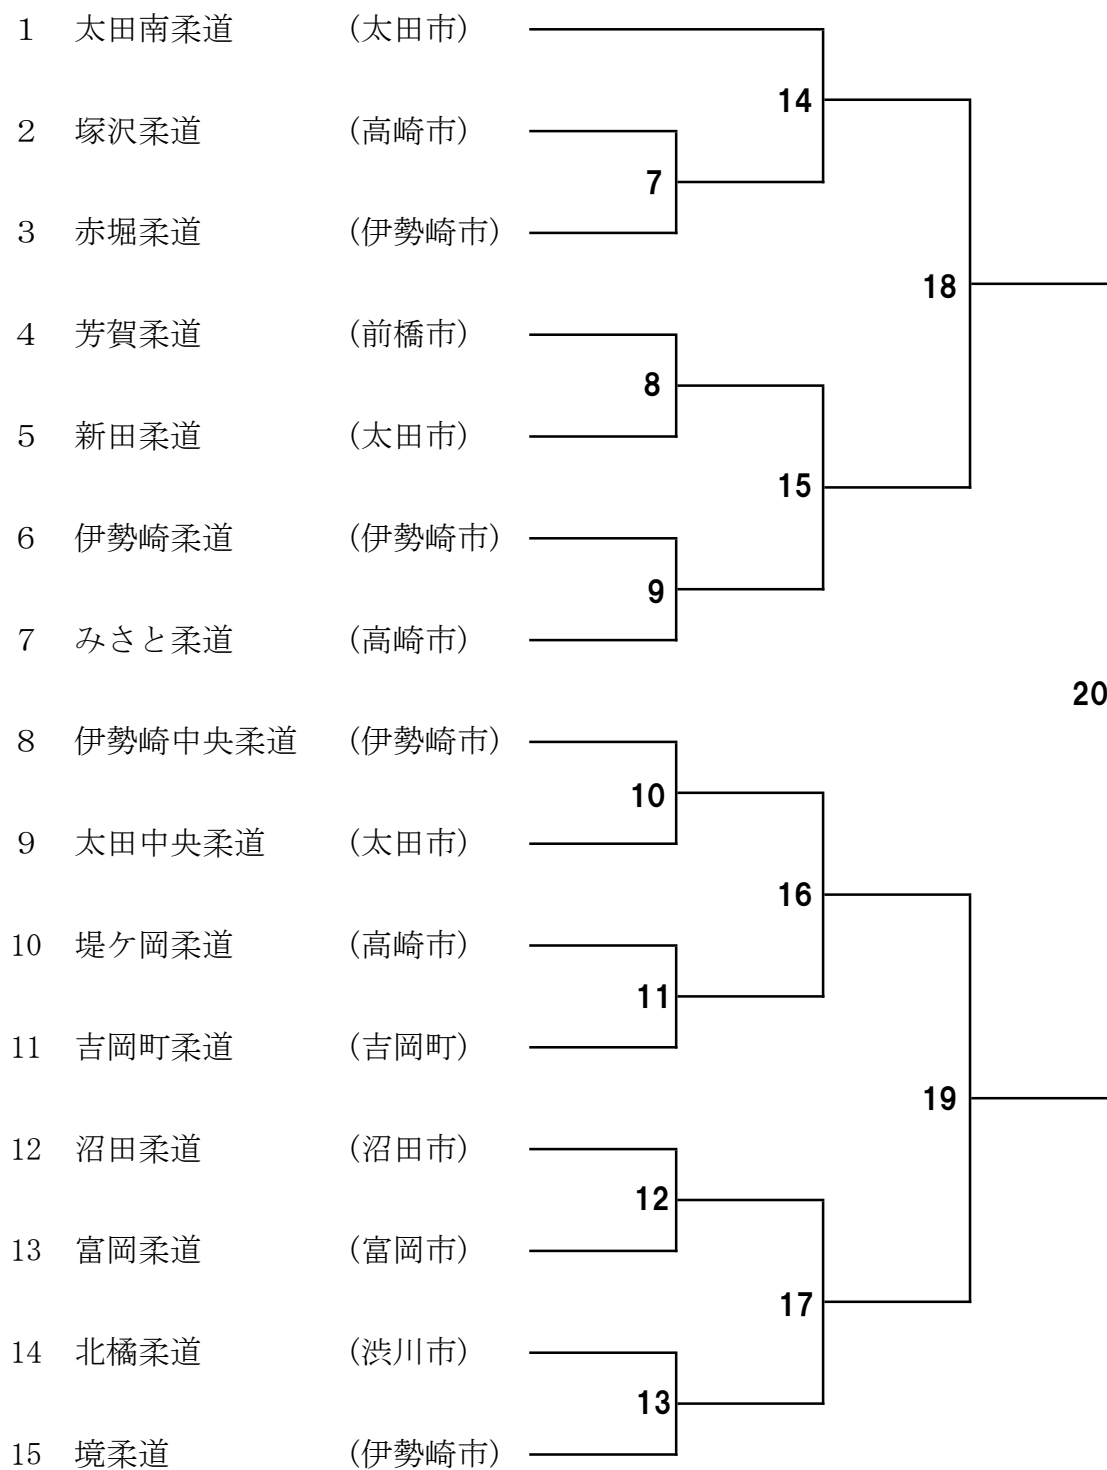 1 太田南柔道 (太田市)
14
2 塚沢柔道 (高崎市)
7
3 赤堀柔道 (伊勢崎市)
18
4 芳賀柔道 (前橋市)
8
5 新田柔道 (太田市)
15
6 伊勢崎柔道 (伊勢崎市)
9
7 みさと柔道 (高崎市)
20
8 伊勢崎中央柔道 (伊勢崎市)
10
9 太田中央柔道 (太田市)
16
10 堤ケ岡柔道 (高崎市)
11
11 吉岡町柔道 (吉岡町)
19
12 沼田柔道 (沼田市)
12
13 富岡柔道 (富岡市)
17
14 北橘柔道 (渋川市)
13
15 境柔道 (伊勢崎市)